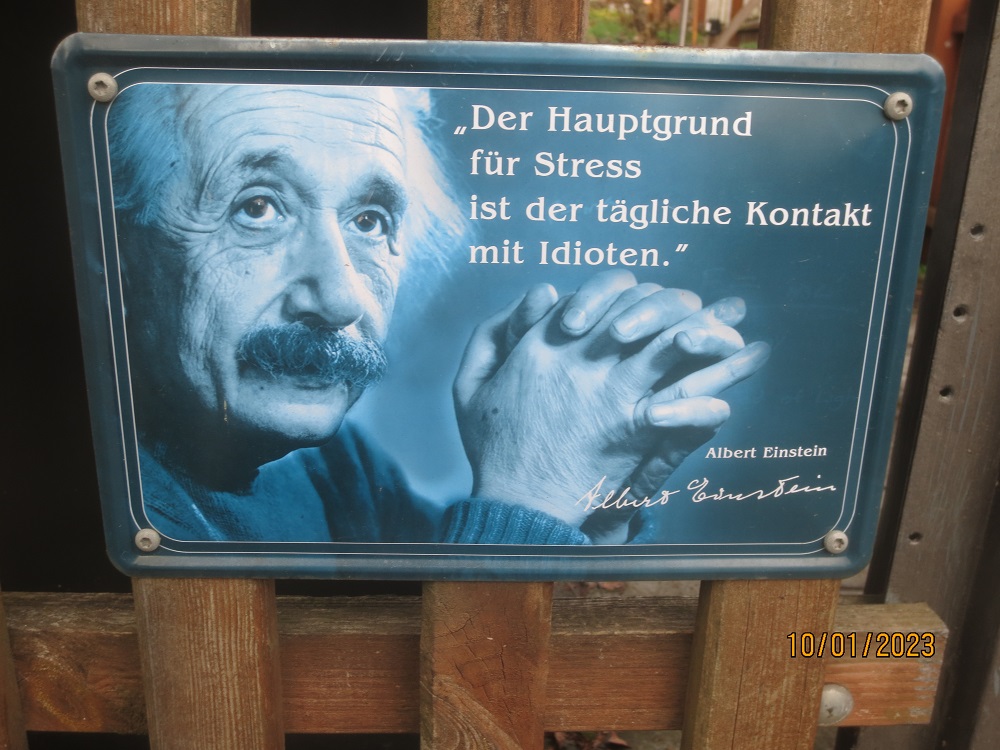 „Der Hauptgrund
für Stress
ist der tägliche Kontakt
mit Idioten.”
Albert Einstein
Albert Einstein
10/01/2023